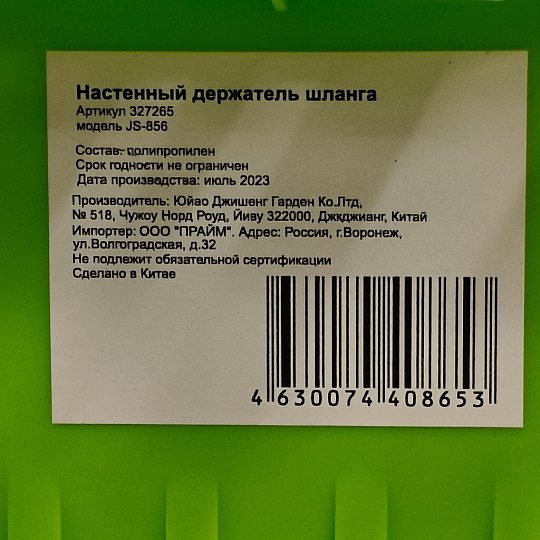 Настенный держатель шланга
Артикул 327265
модель JS-856
Состав: полипропилен
Срок годности не ограничен
Дата производства: июль 2023
Производитель: Юйао Джишенг Гарден Ко.Лтд,
№ 518, Чужоу Норд Роуд, Йиву 322000, Джкджианг, Китай
Импортер: ООО "ПРАЙМ". Адрес: Россия, г.Воронеж,
ул.Волгоградская, д.32
Не подлежит обязательной сертификации
Сделано в Китае
4 630074 408653